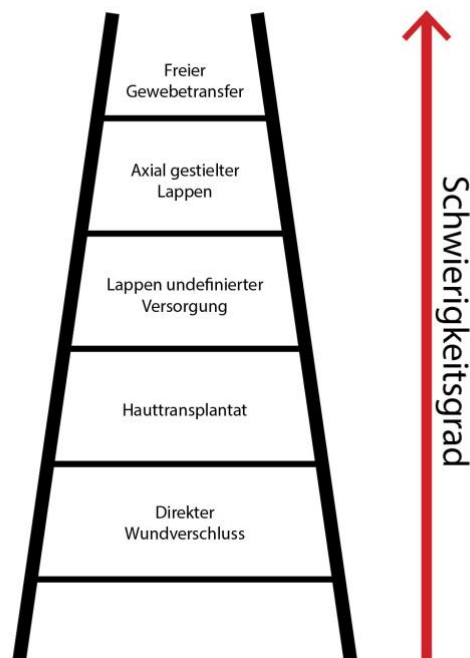 Freier
Gewebetransfer
Axial gestielter
Lappen
Lappen undefinierter
Versorgung
Hauttransplantat
Direkter
Wundverschluss
Schwierigkeitsgrad